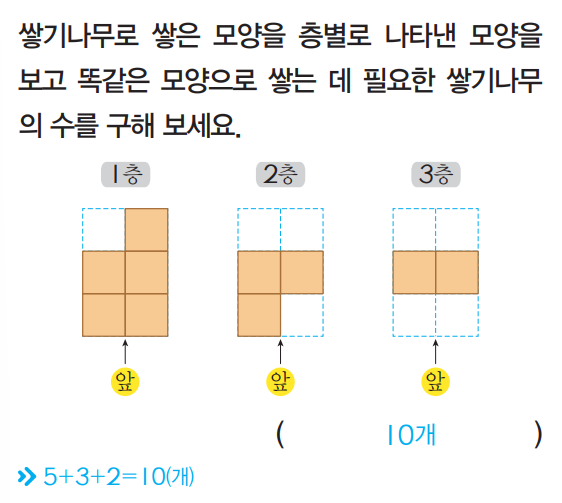 쌓기나무로 쌓은 모양을 층별로 나타낸 모양을
보고 똑같은 모양으로 쌓는 데 필요한 쌓기나무
의 수를 구해 보세요.
1층 2층 3층
앞 앞 앞
( 10개 )
5+3+2=10(개)